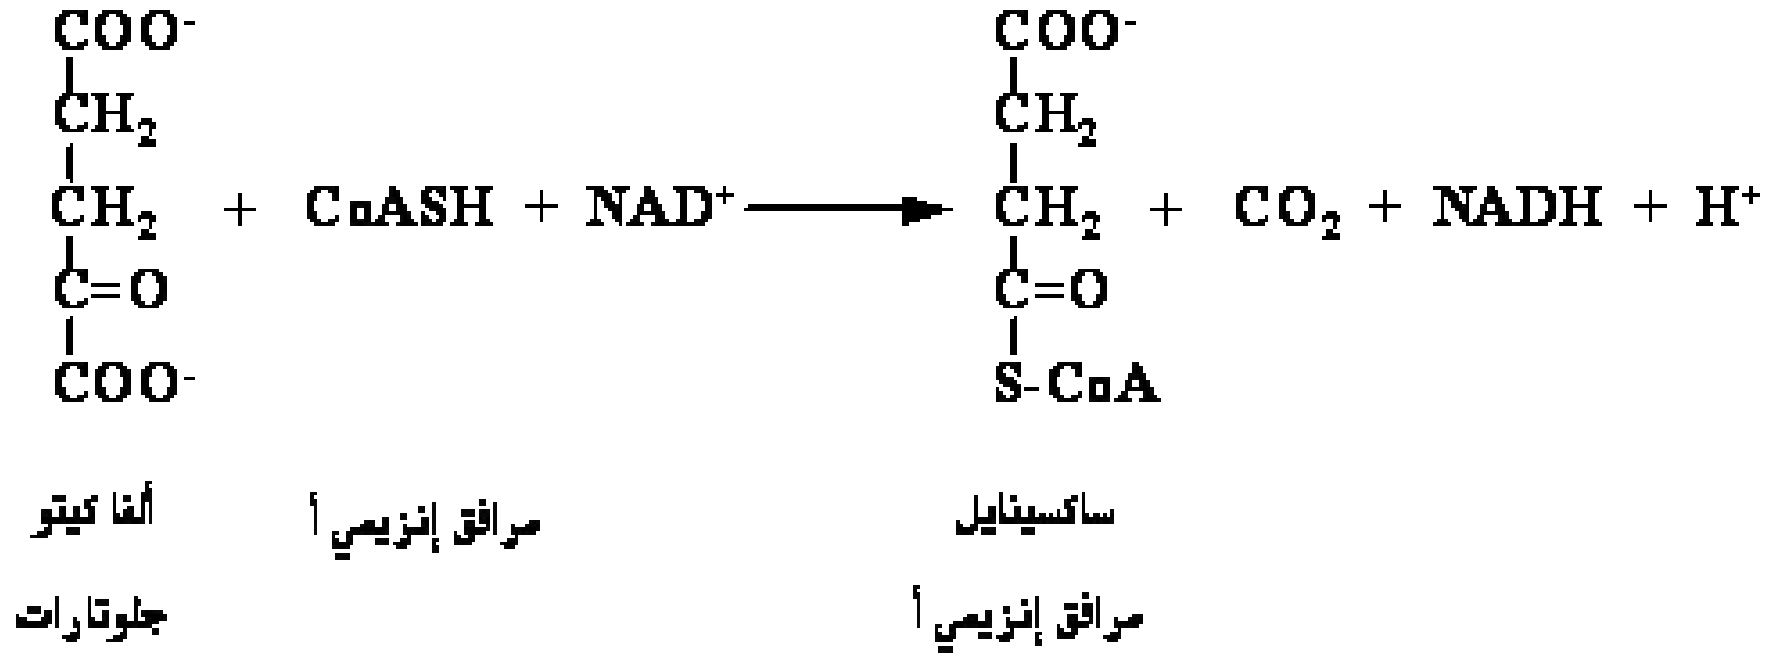 COO⁻ COO⁻
CH₂ CH₂
CH₂ + CoASH + NAD⁺ CH₂ + CO₂ + NADH + H⁺
C=O C=O
COO⁻ S-CoA
ألفا كيتو مرافق إنزيمي أ ساكسينايل
جلوتارات مرافق إنزيمي أ